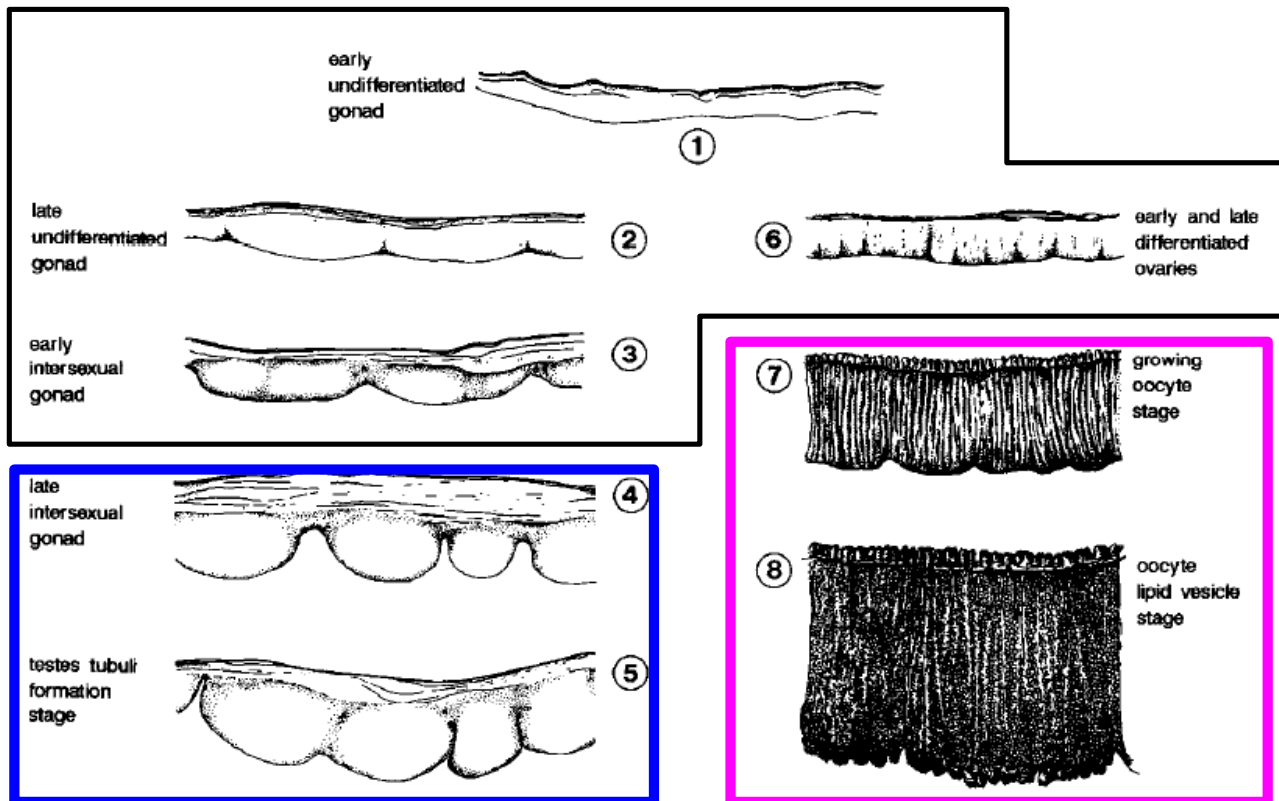 early
undifferentiated
gonad
1
late
undifferentiated
gonad
2
6
early and late
differentiated
ovaries
early
intersexual
gonad
3
7
growing
oocyte
stage
late
intersexual
gonad
4
8
oocyte
lipid vesicle
stage
testes tubuli
formation
stage
5